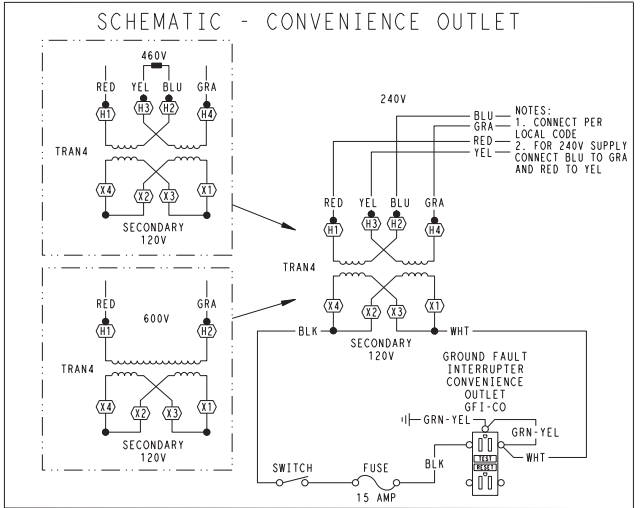 SCHEMATIC - CONVENIENCE OUTLET
460V
RED YEL BLU GRA
H1 H3 H2 H4
TRAN4
X4 X2 X3 X1
SECONDARY
120V
RED GRA
600V
H1 H2
TRAN4
X4 X2 X3 X1
SECONDARY
120V
240V
BLU
GRA
RED
YEL
NOTES:
1. CONNECT PER
LOCAL CODE
2. FOR 240V SUPPLY
CONNECT BLU TO GRA
AND RED TO YEL
RED YEL BLU GRA
H1 H3 H2 H4
TRAN4
X4 X2 X3 X1
BLK WHT
SECONDARY
120V
GROUND FAULT
INTERRUPTER
CONVENIENCE
OUTLET
GFI-CO
GRN-YEL
GRN-YEL
WHT
TEST
RESET
BLK
SWITCH FUSE
15 AMP